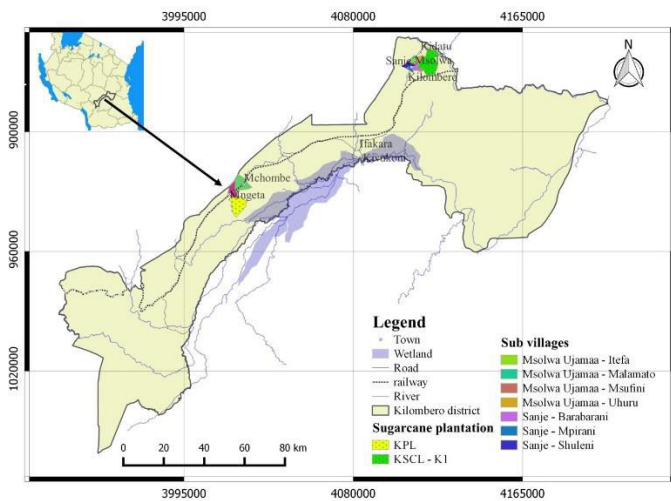 3995000 4080000 4165000
N
Kidatu
Sanje Msolwa
Kilombero
900000
Ifakara
Kivukoni
Mchombe
Mngeta
960000
1020000
Legend
Town
Wetland
Road
railway
River
Kilombero district
Sugarcane plantation
KPL
KSCL - K1
Sub villages
Msolwa Ujamaa - Itefa
Msolwa Ujamaa - Malamato
Msolwa Ujamaa - Msufini
Msolwa Ujamaa - Uhuru
Sanje - Barabarani
Sanje - Mpirani
Sanje - Shuleni
0 20 40 60 80 km
3995000 4080000 4165000